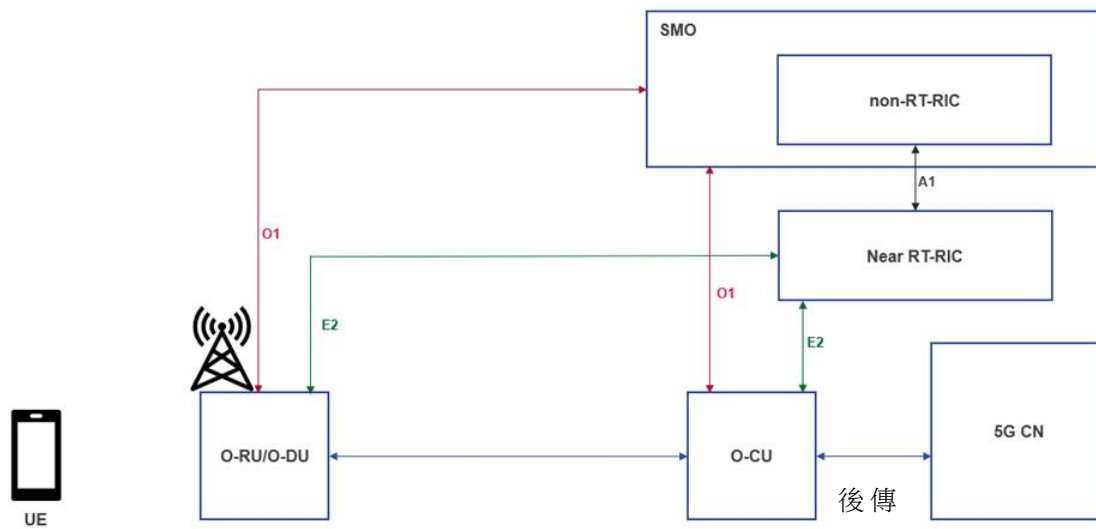 SMO
non-RT-RIC
A1
O1
Near RT-RIC
O1
E2
E2
5G CN
O-RU/O-DU
O-CU
後傳
UE